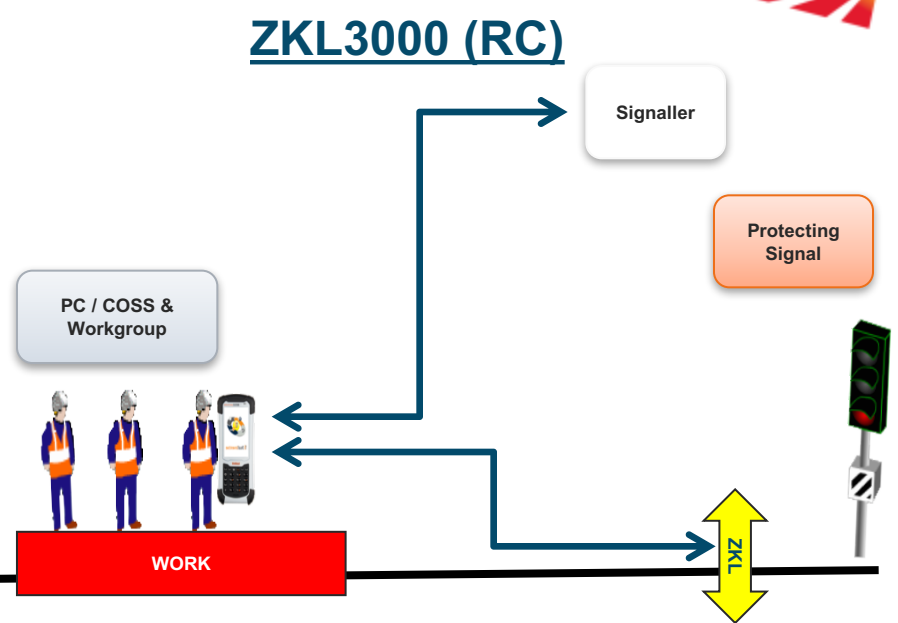 ZKL3000 (RC)
Signaller
Protecting
Signal
PC / COSS &
Workgroup
WORK
ZKL